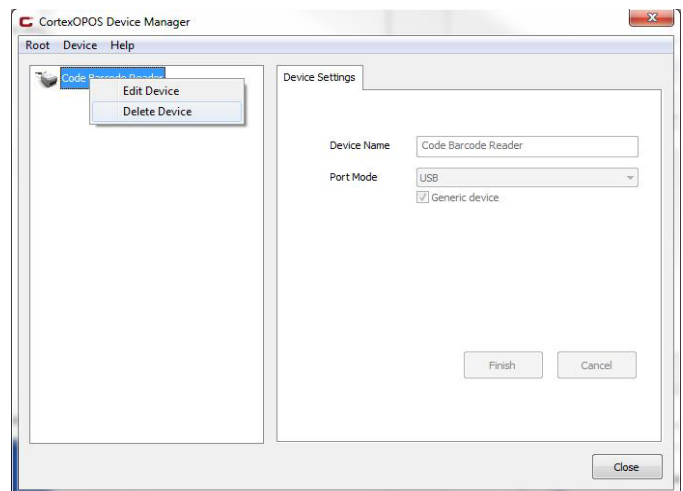 CortexOPOS Device Manager
Root Device Help
Code Barcode Reader
Edit Device
Delete Device
Device Settings
Device Name Code Barcode Reader
Port Mode USB
Generic device
Finish Cancel
Close